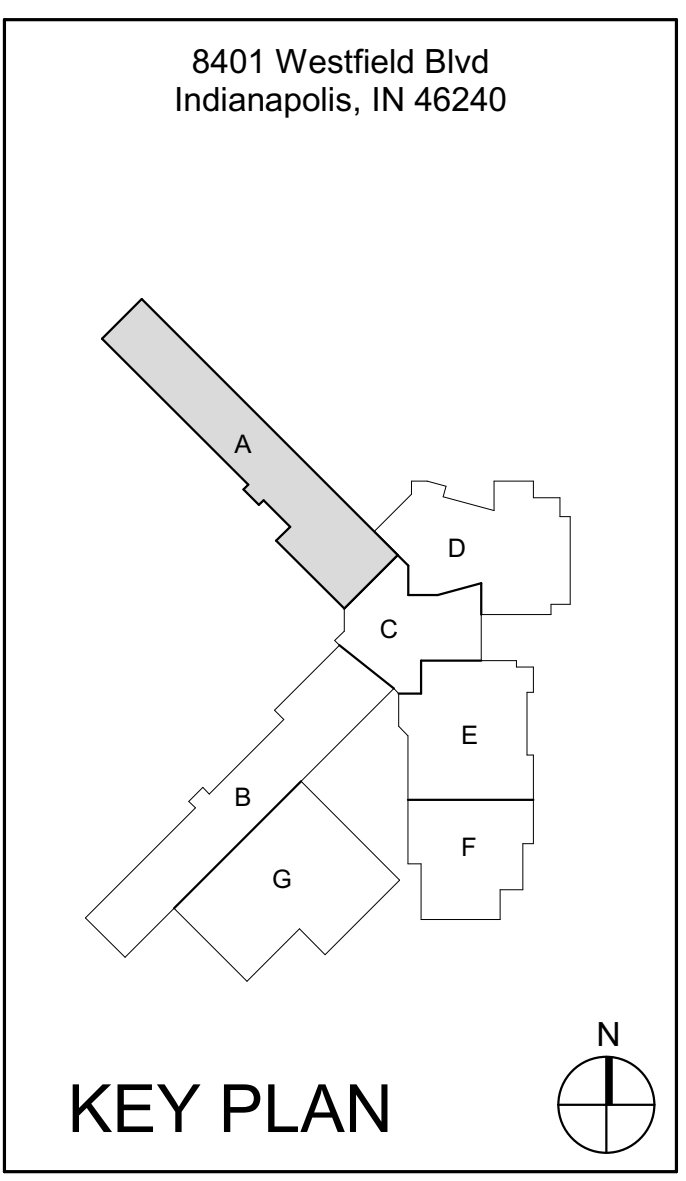 8401 Westfield Blvd
Indianapolis, IN 46240
A
D
C
E
B
F
G
N
KEY PLAN